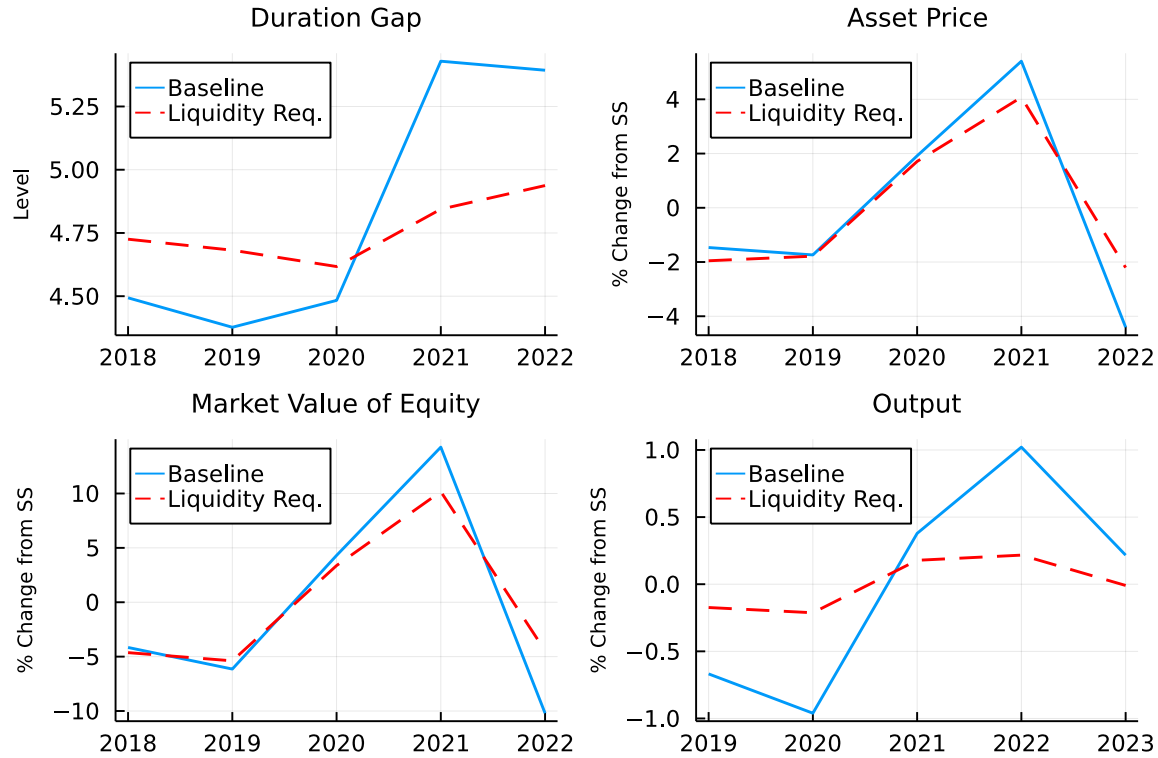 Duration Gap
Level
5.25
5.00
4.75
4.50
Baseline
Liquidity Req.
2018 2019 2020 2021 2022
Asset Price
% Change from SS
4
2
0
−2
−4
Baseline
Liquidity Req.
2018 2019 2020 2021 2022
Market Value of Equity
% Change from SS
10
5
0
−5
−10
Baseline
Liquidity Req.
2018 2019 2020 2021 2022
Output
% Change from SS
1.0
0.5
0.0
−0.5
−1.0
Baseline
Liquidity Req.
2019 2020 2021 2022 2023